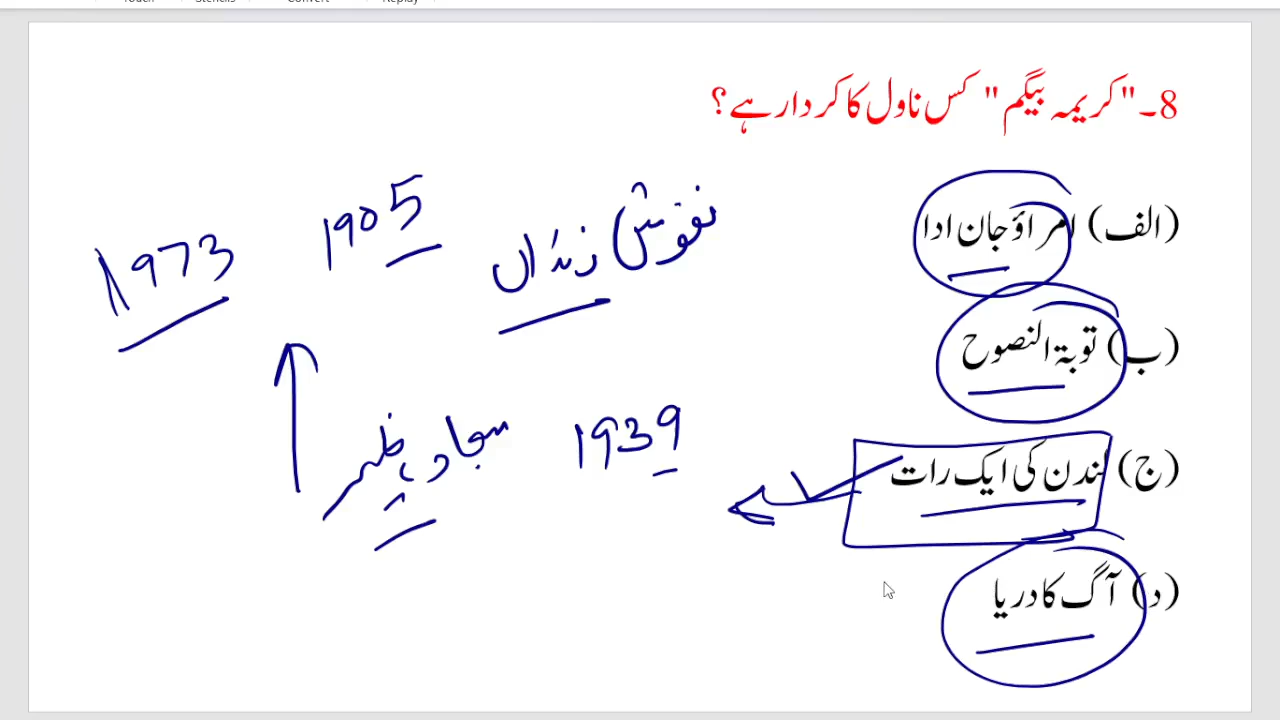 8۔ "کریمہ بیگم" کس ناول کا کردار ہے؟
(الف) امراؤ جان ادا
نقوش زنداں
1905
1973
(ب) توبۃ النصوح
(ج) لندن کی ایک رات
1939
سجاد ظہیر
(د) آگ کا دریا